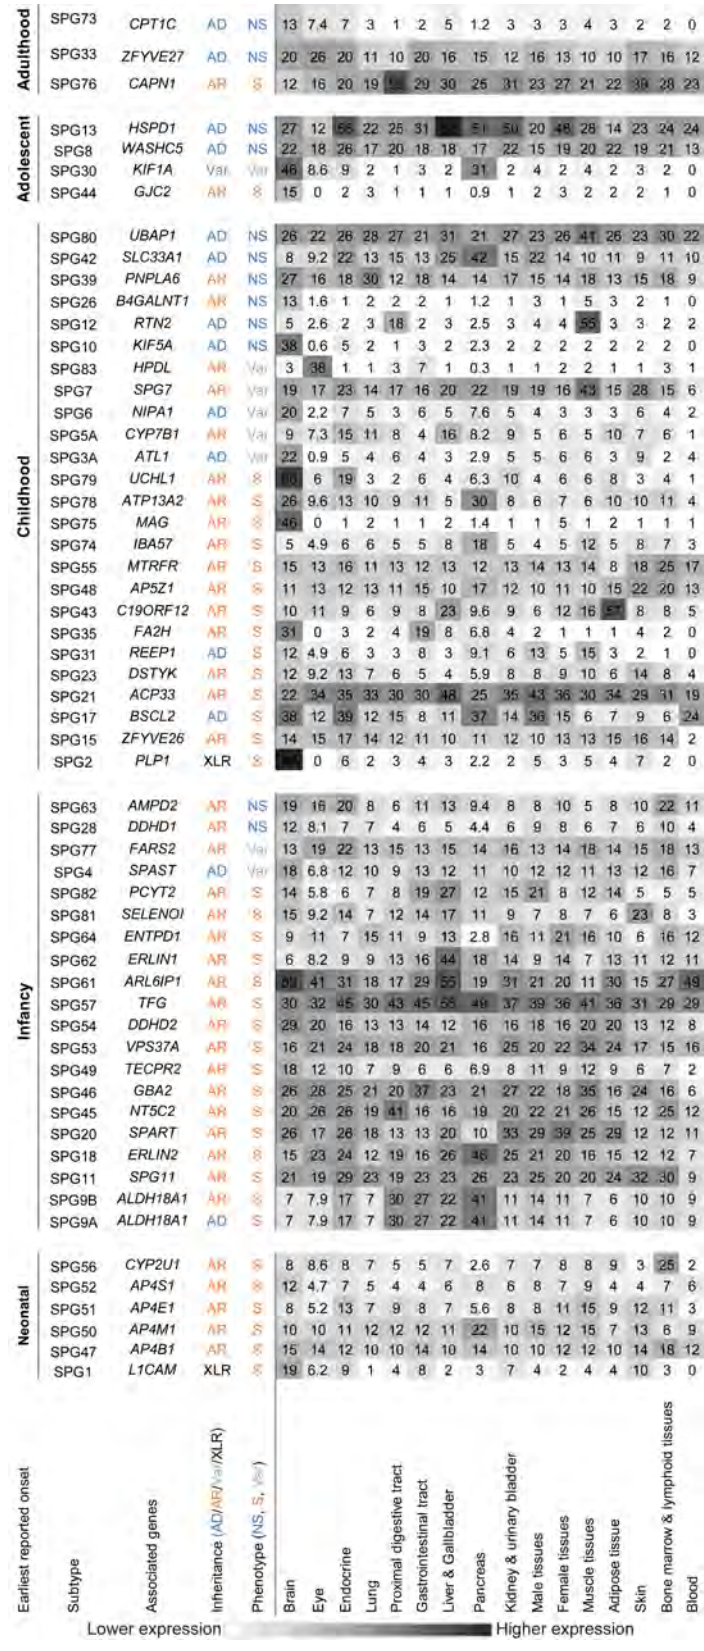 Adulthood
SPG73 CPT1C AD NS 13 7.4 7 3 1 2 5 1.2 3 3 3 4 3 2 2 0
SPG33 ZFYVE27 AD NS 20 26 20 11 10 20 16 15 12 16 13 10 10 17 16 12
SPG76 CAPN1 AR S 12 16 20 19 29 30 25 31 23 27 21 22 39 28 23
Adolescent
SPG13 HSPD1 AD NS 27 12 22 25 31 51 50 20 46 28 14 23 24 24
SPG8 WASHC5 AD NS 22 18 26 17 20 18 18 17 22 15 19 20 22 19 21 13
SPG30 KIF1A Var Var 46 8.6 9 2 1 3 2 31 2 4 2 4 2 3 2 0
SPG44 GJC2 AR S 15 0 2 3 1 1 1 0.9 1 2 3 2 2 2 1 0
Childhood
SPG80 UBAP1 AD NS 26 22 26 28 27 21 31 21 27 23 26 41 26 23 30 22
SPG42 SLC33A1 AD NS 8 9.2 22 13 15 13 25 42 15 22 14 10 11 9 11 10
SPG39 PNPLA6 AR NS 27 16 18 30 12 18 14 14 17 15 14 18 13 15 18 9
SPG26 B4GALNT1 AR NS 13 1.6 1 2 2 2 1 1.2 1 3 1 5 3 2 1 0
SPG12 RTN2 AD NS 5 2.6 2 3 18 2 3 2.5 3 4 4 55 3 3 2 2
SPG10 KIF5A AD NS 38 0.6 5 2 1 3 2 2.3 2 2 2 2 2 2 0 0
SPG83 HPDL AR Var 3 38 1 1 3 7 1 0.3 1 1 2 2 1 1 3 1
SPG7 SPG7 AR Var 19 17 23 14 17 16 20 22 19 19 16 43 15 28 15 6
SPG6 NIPA1 AD Var 20 2.2 7 5 3 6 5 7.6 5 4 3 3 3 6 4 2
SPG5A CYP7B1 AR Var 9 7.3 15 11 8 4 16 8.2 9 5 6 5 10 7 6 1
SPG3A ATL1 AD Var 22 0.9 5 4 6 4 3 2.9 5 5 6 6 3 9 2 4
SPG79 UCHL1 AR S 6 19 3 2 6 4 6.3 10 4 6 6 8 3 4 1
SPG78 ATP13A2 AR S 26 9.6 13 10 9 11 5 30 8 6 7 6 10 10 11 4
SPG75 MAG AR S 46 0 1 2 1 1 2 1.4 1 1 5 1 2 1 1 1
SPG74 IBA57 AR S 5 4.9 6 6 5 5 8 18 5 4 5 12 5 8 7 3
SPG55 MTRFR AR S 15 13 16 11 13 12 13 12 13 14 13 14 8 18 25 17
SPG48 AP5Z1 AR S 11 13 12 13 11 15 10 17 12 10 11 10 15 22 20 13
SPG43 C19ORF12 AR S 10 11 9 6 9 8 23 9.6 9 6 12 16 57 8 8 5
SPG35 FA2H AR S 31 0 3 2 4 19 8 6.8 4 2 1 1 1 4 2 0
SPG31 REEP1 AD S 12 4.9 6 3 3 3 8 9.1 6 13 5 15 3 2 1 0
SPG23 DSTYK AR S 12 9.2 13 7 6 5 4 5.9 8 8 9 10 6 14 8 4
SPG21 ACP33 AR S 22 34 35 33 30 30 48 25 35 43 36 30 34 29 31 19
SPG17 BSCL2 AD S 38 12 39 12 15 8 11 37 14 36 15 6 7 9 6 24
SPG15 ZFYVE26 AR S 14 15 17 14 12 11 10 11 12 10 13 13 15 16 14 2
SPG2 PLP1 XLR S 0 6 2 3 4 3 2.2 2 5 3 5 4 7 2 0
Infancy
SPG63 AMPD2 AR NS 19 16 20 8 6 11 13 9.4 8 8 10 5 8 10 22 11
SPG28 DDHD1 AR NS 12 8.1 7 7 4 6 5 4.4 6 9 8 6 7 6 10 4
SPG77 FARS2 AR Var 13 19 22 13 15 13 15 14 16 13 14 18 14 15 18 13
SPG4 SPAST AD Var 18 6.8 12 10 9 13 12 11 10 12 12 11 13 12 16 7
SPG82 PCYT2 AR S 14 5.8 6 7 8 19 27 12 15 21 8 12 14 5 5 5
SPG81 SELENOI AR S 15 9.2 14 7 12 14 17 11 9 7 8 7 6 23 8 3
SPG64 ENTPD1 AR S 9 11 7 15 11 9 13 2.8 16 11 21 16 10 6 16 12
SPG62 ERLIN1 AR S 6 8.2 9 9 13 16 44 18 14 9 14 7 13 11 12 11
SPG61 ARL6IP1 AR S 41 31 18 17 29 55 19 31 21 20 11 30 15 27 49
SPG57 TFG AR S 30 32 45 30 43 45 55 49 37 39 36 41 36 31 29 29
SPG54 DDHD2 AR S 29 20 16 13 13 14 12 16 16 18 16 20 20 13 12 8
SPG53 VPS37A AR S 16 21 24 18 18 20 21 16 25 20 22 34 24 17 15 16
SPG49 TECPR2 AR S 18 12 10 7 9 6 6 6.9 8 11 9 12 9 6 7 2
SPG46 GBA2 AR S 26 28 25 21 20 37 23 21 27 22 18 35 16 24 16 6
SPG45 NT5C2 AR S 20 26 26 19 41 16 16 19 20 22 21 26 15 12 25 12
SPG20 SPART AR S 26 17 26 18 13 13 20 10 33 29 39 25 29 12 12 11
SPG18 ERLIN2 AR S 15 23 24 12 19 16 26 46 25 21 20 16 15 12 12 7
SPG11 SPG11 AR S 21 19 29 23 19 23 23 26 23 25 20 20 24 32 30 9
SPG9B ALDH18A1 AR S 7 7.9 17 7 30 27 22 41 11 14 11 7 6 10 10 9
SPG9A ALDH18A1 AD S 7 7.9 17 7 30 27 22 41 11 14 11 7 6 10 10 9
Neonatal
SPG56 CYP2U1 AR S 8 8.6 8 7 5 5 7 2.6 7 7 8 8 9 3 25 2
SPG52 AP4S1 AR S 12 4.7 7 5 4 4 6 8 6 8 7 9 4 4 7 6
SPG51 AP4E1 AR S 8 5.2 13 7 9 8 7 5.6 8 8 11 15 9 12 11 3
SPG50 AP4M1 AR S 10 10 11 12 12 12 11 22 10 15 12 15 7 13 6 9
SPG47 AP4B1 AR S 15 14 12 10 10 14 10 14 10 10 12 12 10 14 18 12
SPG1 L1CAM XLR S 19 6.2 9 1 4 8 2 3 7 4 2 4 4 10 3 0
Earliest reported onset
Subtype
Associated genes
Inheritance (AD/AR/Var/XLR)
Phenotype (NS, S, Var)
Brain
Eye
Endocrine
Lung
Proximal digestive tract
Gastrointestinal tract
Liver & Gallbladder
Pancreas
Kidney & urinary bladder
Male tissues
Female tissues
Muscle tissues
Adipose tissue
Skin
Bone marrow & lymphoid tissues
Blood
Lower expression
Higher expression